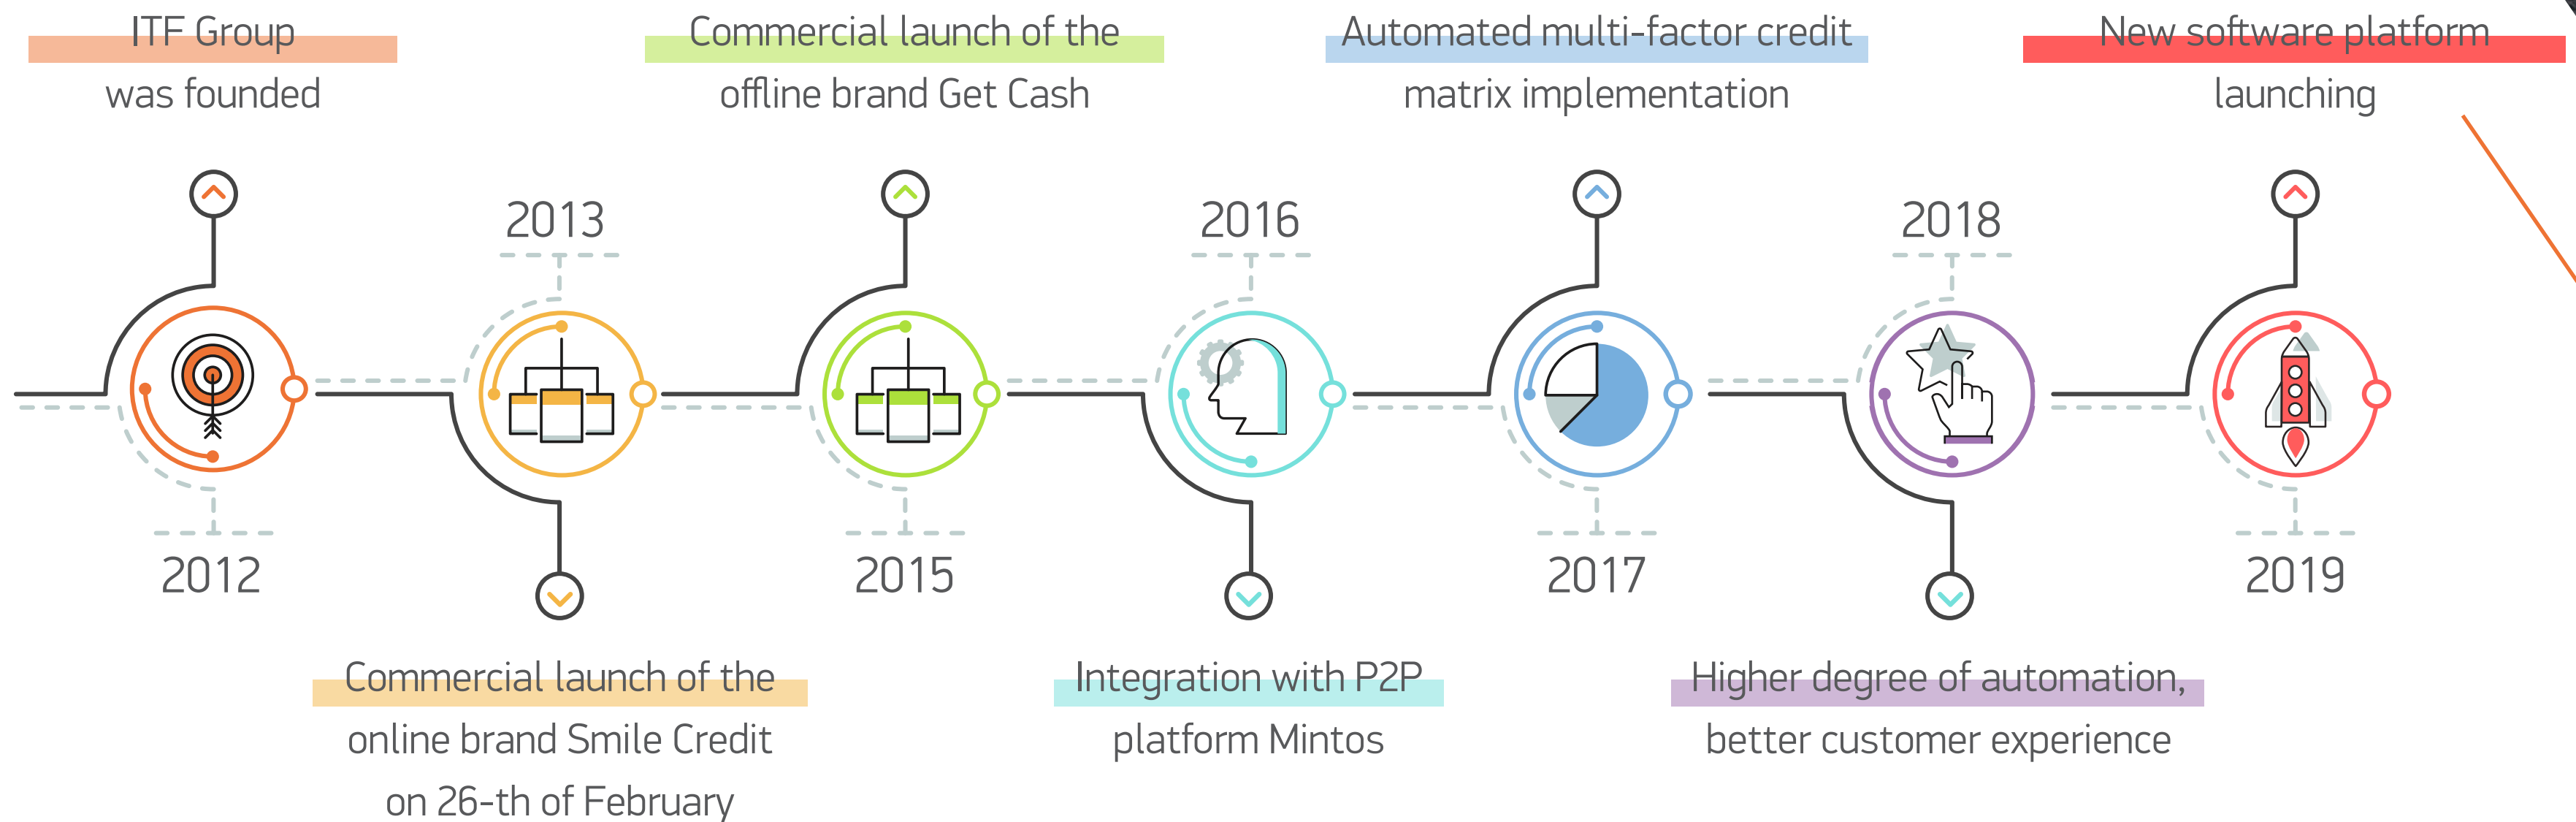 ITF Group
was founded
2012
2013
Commercial launch of the
online brand Smile Credit
on 26-th of February
Commercial launch of the
offline brand Get Cash
2015
2016
Integration with P2P
platform Mintos
Automated multi-factor credit
matrix implementation
2017
2018
Higher degree of automation,
better customer experience
New software platform
launching
2019